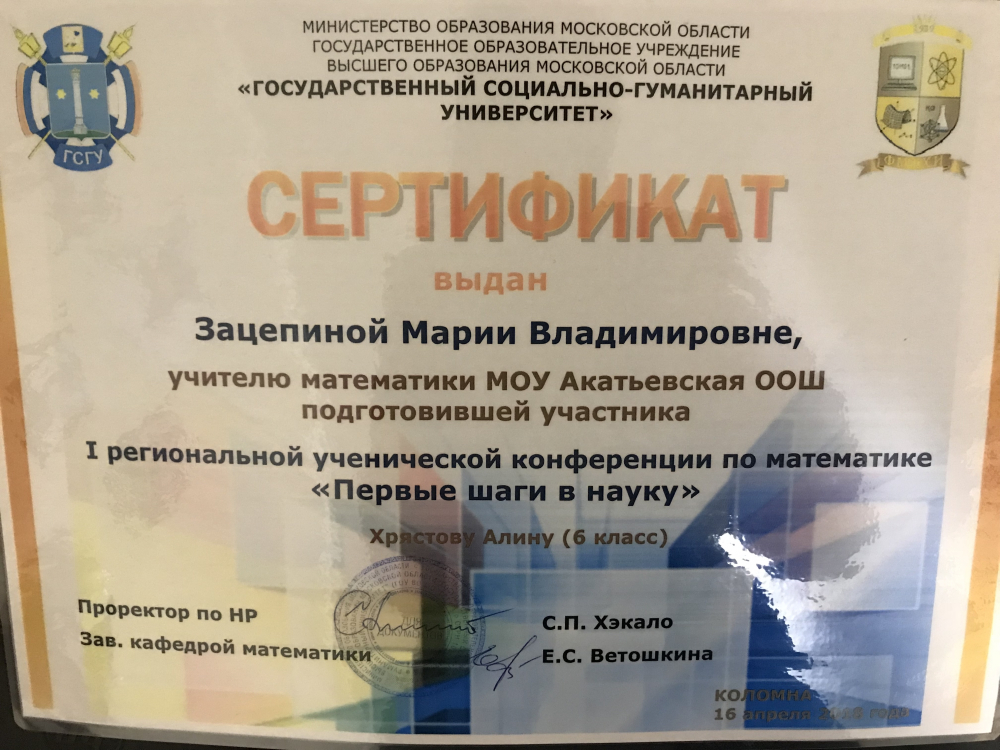 МИНИСТЕРСТВО ОБРАЗОВАНИЯ МОСКОВСКОЙ ОБЛАСТИ
ГОСУДАРСТВЕННОЕ ОБРАЗОВАТЕЛЬНОЕ УЧРЕЖДЕНИЕ
ВЫСШЕГО ОБРАЗОВАНИЯ МОСКОВСКОЙ ОБЛАСТИ
«ГОСУДАРСТВЕННЫЙ СОЦИАЛЬНО-ГУМАНИТАРНЫЙ
УНИВЕРСИТЕТ»
ГСГУ
СЕРТИФИКАТ
выдан
Зацепиной Марии Владимировне,
учителю математики МОУ Акатьевская ООШ
подготовившей участника
I региональной ученической конференции по математике
«Первые шаги в науку»
Хрястову Алину (6 класс)
Проректор по НР
С.П. Хэкало
Зав. кафедрой математики
Е.С. Ветошкина
КОЛОМНА
16 апреля года